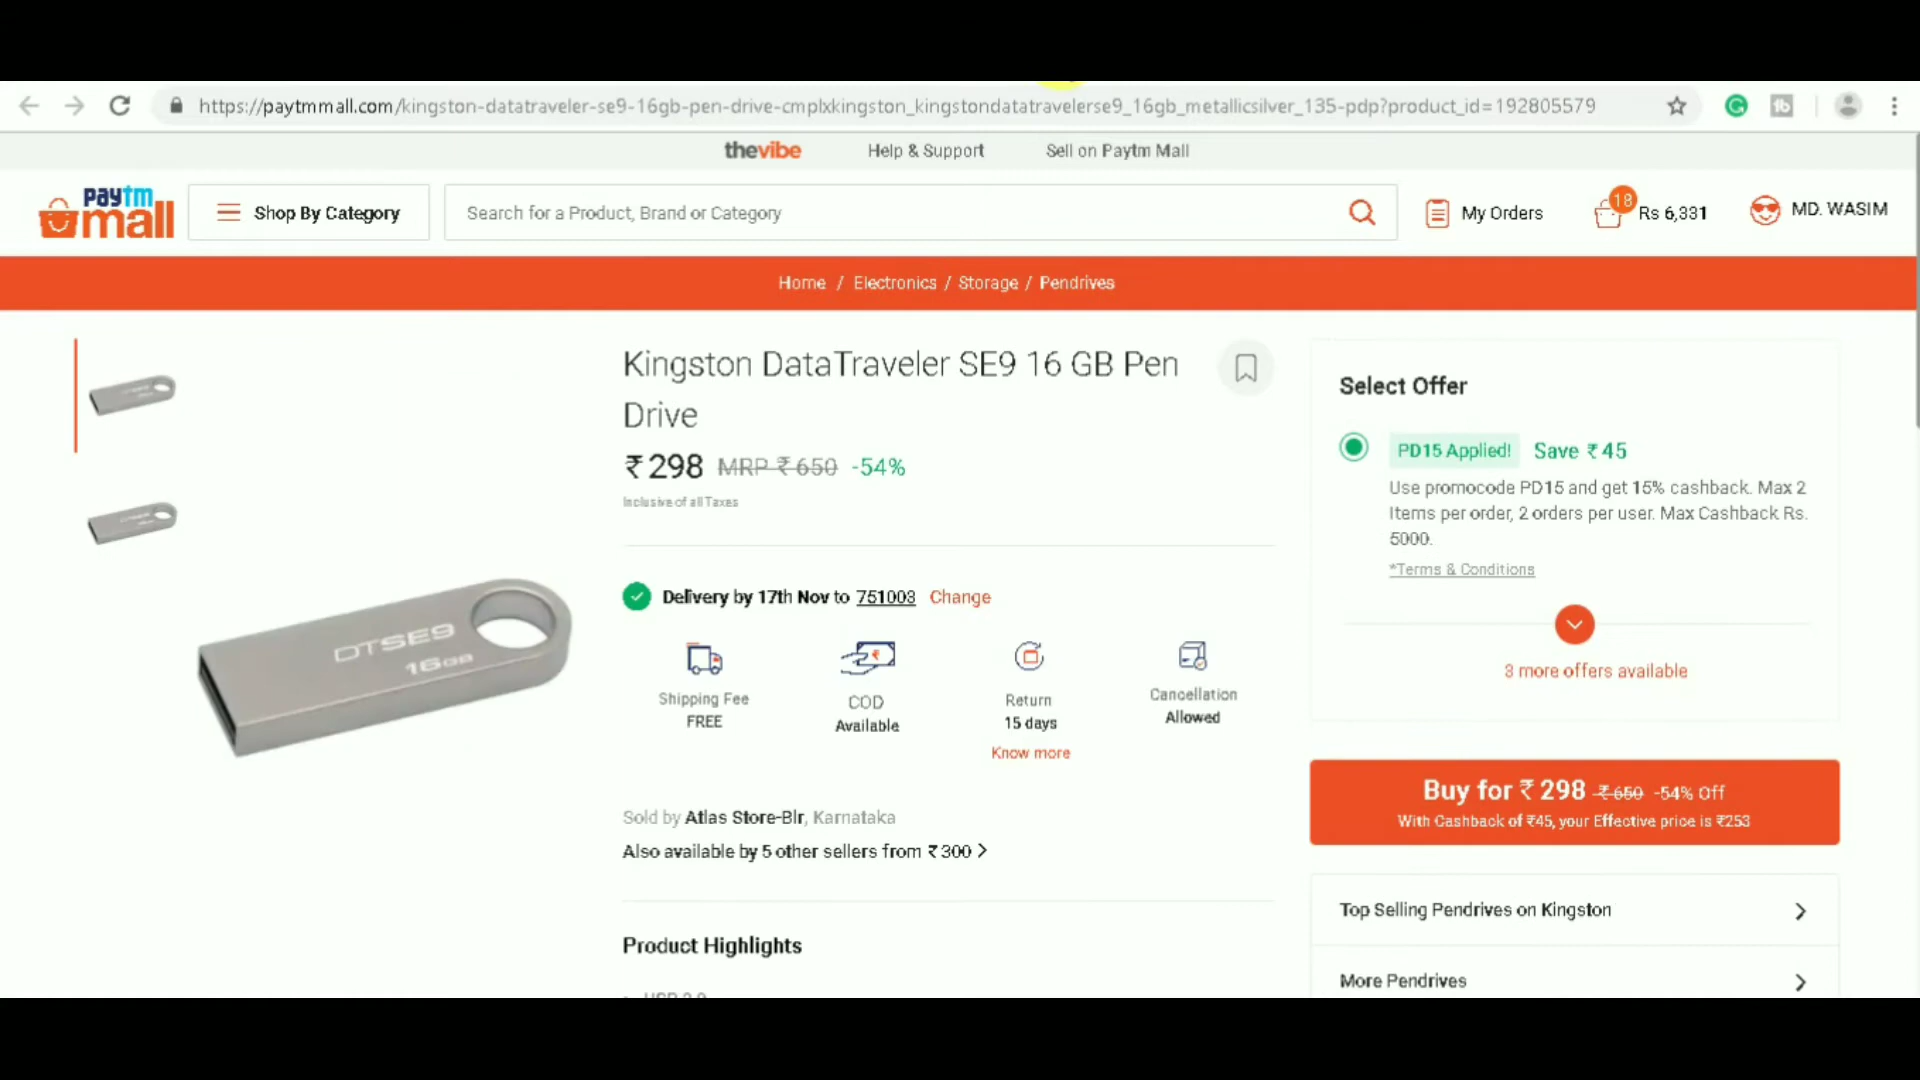 https://paytmmall.com/kingston-datatraveler-se9-16gb-pen-drive-cmplxkingston_kingstondatatravelerse9_16gb_metallicsilver_135-pdp?product_id=192805579
thevibe Help & Support Sell on Paytm Mall
paytm mall
Shop By Category
Search for a Product, Brand or Category
My Orders
18 Rs 6,331
MD. WASIM
Home / Electronics / Storage / Pendrives
Kingston DataTraveler SE9 16 GB Pen
Drive
₹298 MRP ₹650 -54%
Inclusive of all Taxes
Delivery by 17th Nov to 751003 Change
Shipping Fee
FREE
COD
Available
Return
15 days
Know more
Cancellation
Allowed
Sold by Atlas Store-Blr, Karnataka
Also available by 5 other sellers from ₹300
Product Highlights
DTSE9
16GB
Select Offer
PD15 Applied! Save ₹45
Use promocode PD15 and get 15% cashback. Max 2
Items per order, 2 orders per user. Max Cashback Rs.
5000.
*Terms & Conditions
3 more offers available
Buy for ₹298 ₹650 -54% Off
With Cashback of ₹45, your Effective price is ₹253
Top Selling Pendrives on Kingston
More Pendrives